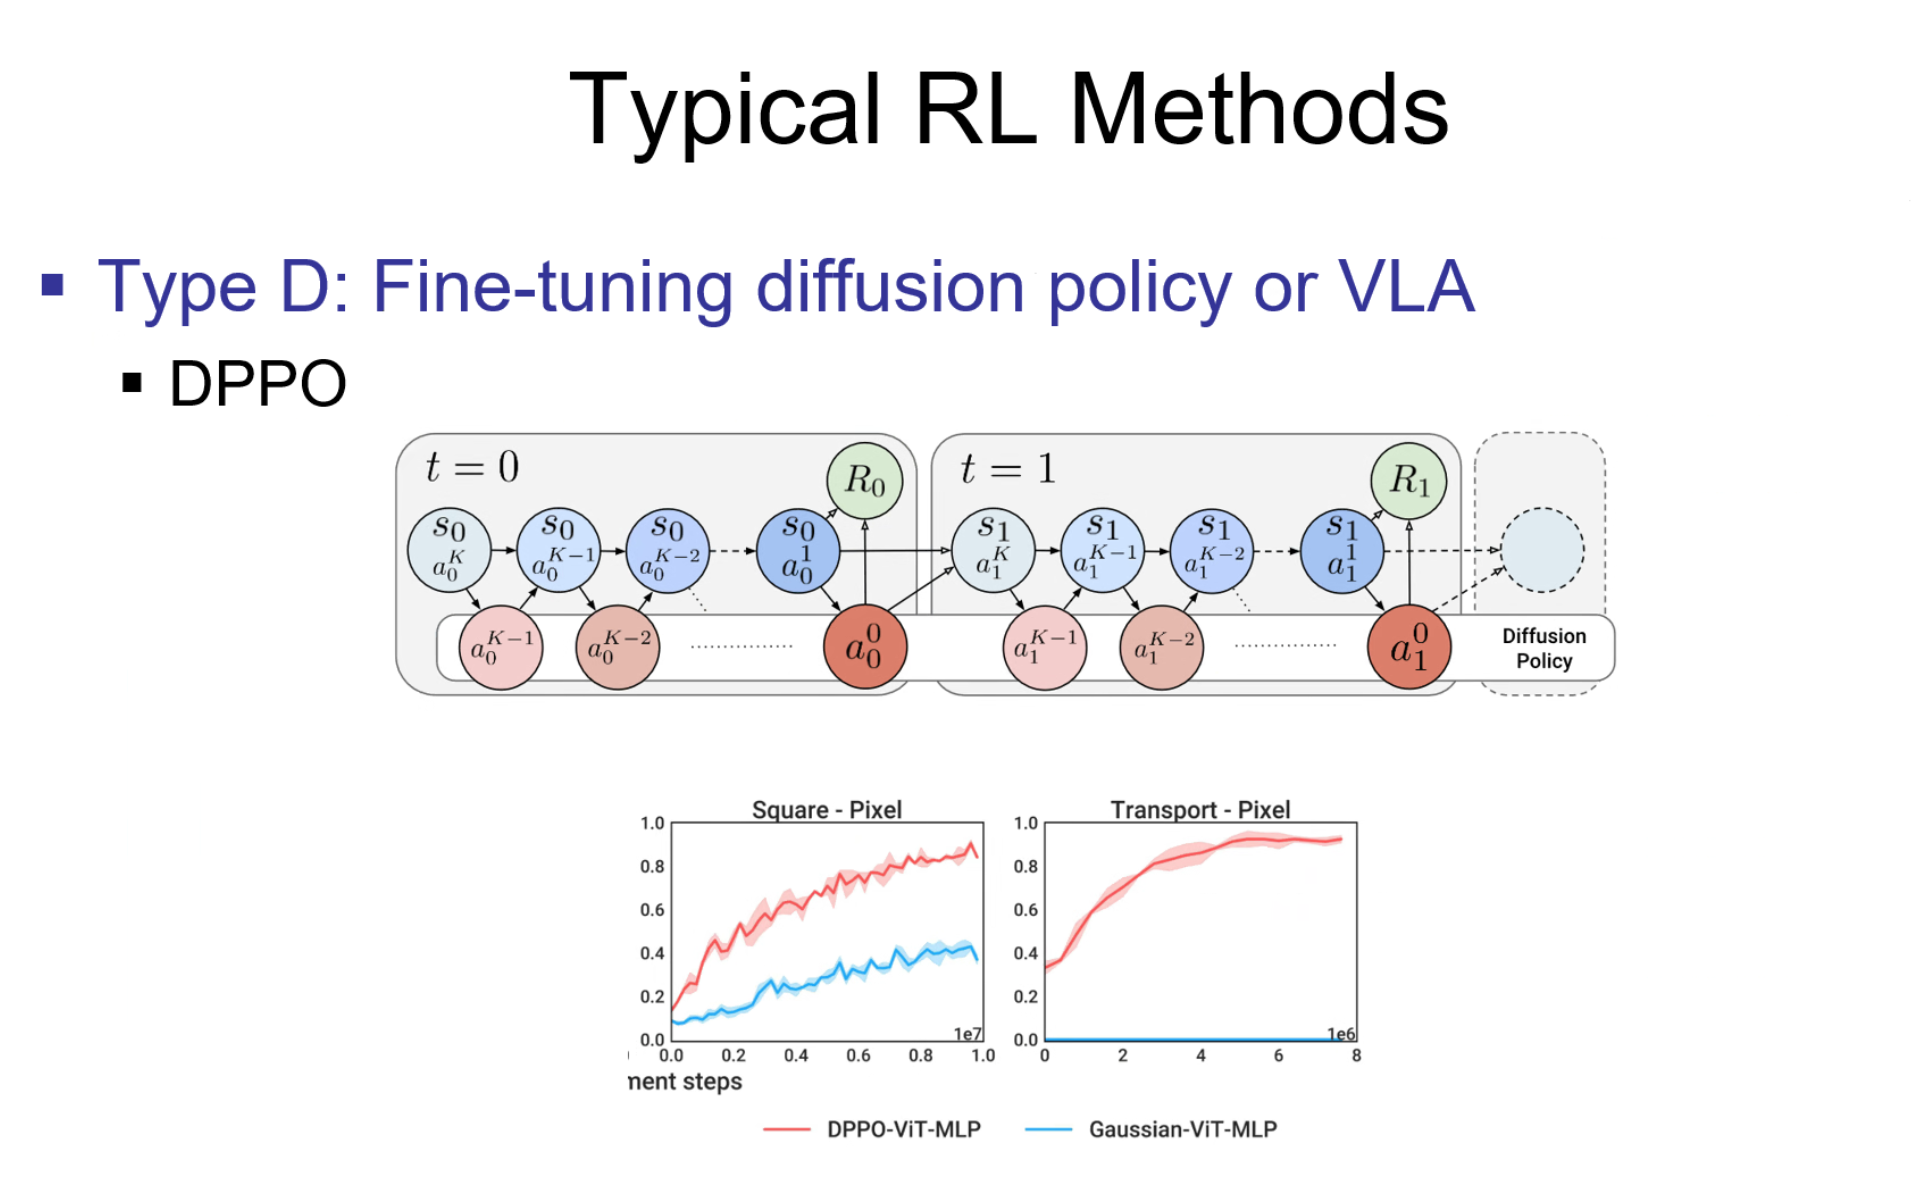 Typical RL Methods
▪ Type D: Fine-tuning diffusion policy or VLA
▪ DPPO
t = 0
R_0
t = 1
R_1
s_0 a_0^K
s_0 a_0^{K-1}
s_0 a_0^{K-2}
s_0 a_0^1
s_1 a_1^K
s_1 a_1^{K-1}
s_1 a_1^{K-2}
s_1 a_1^1
a_0^{K-1}
a_0^{K-2}
a_0^0
a_1^{K-1}
a_1^{K-2}
a_1^0
Diffusion
Policy
Square - Pixel
1.0
0.8
0.6
0.4
0.2
0.0
1e7
0.0 0.2 0.4 0.6 0.8 1.0
ment steps
Transport - Pixel
1.0
0.8
0.6
0.4
0.2
0.0
1e6
0 2 4 6 8
DPPO-ViT-MLP Gaussian-ViT-MLP